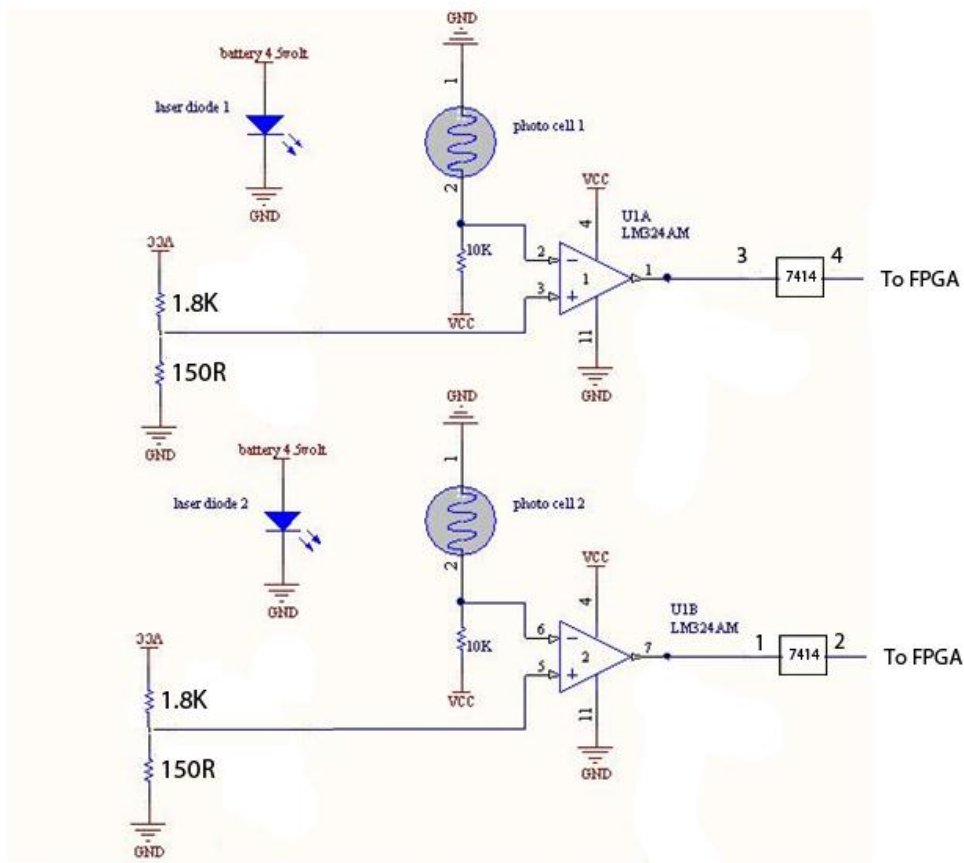 GND
battery 4.5volt
1
laser diode 1
photo cell 1
2
VCC
GND
4
U1A
LM324AM
VCC
10K
2
1
1
3
4
7414
To FPGA
3
1.8K
VCC
11
150R
GND
GND
GND
battery 4.5volt
1
laser diode 2
photo cell 2
2
VCC
GND
4
U1B
LM324AM
VCC
10K
6
2
7
1
2
7414
To FPGA
5
1.8K
VCC
11
150R
GND
GND